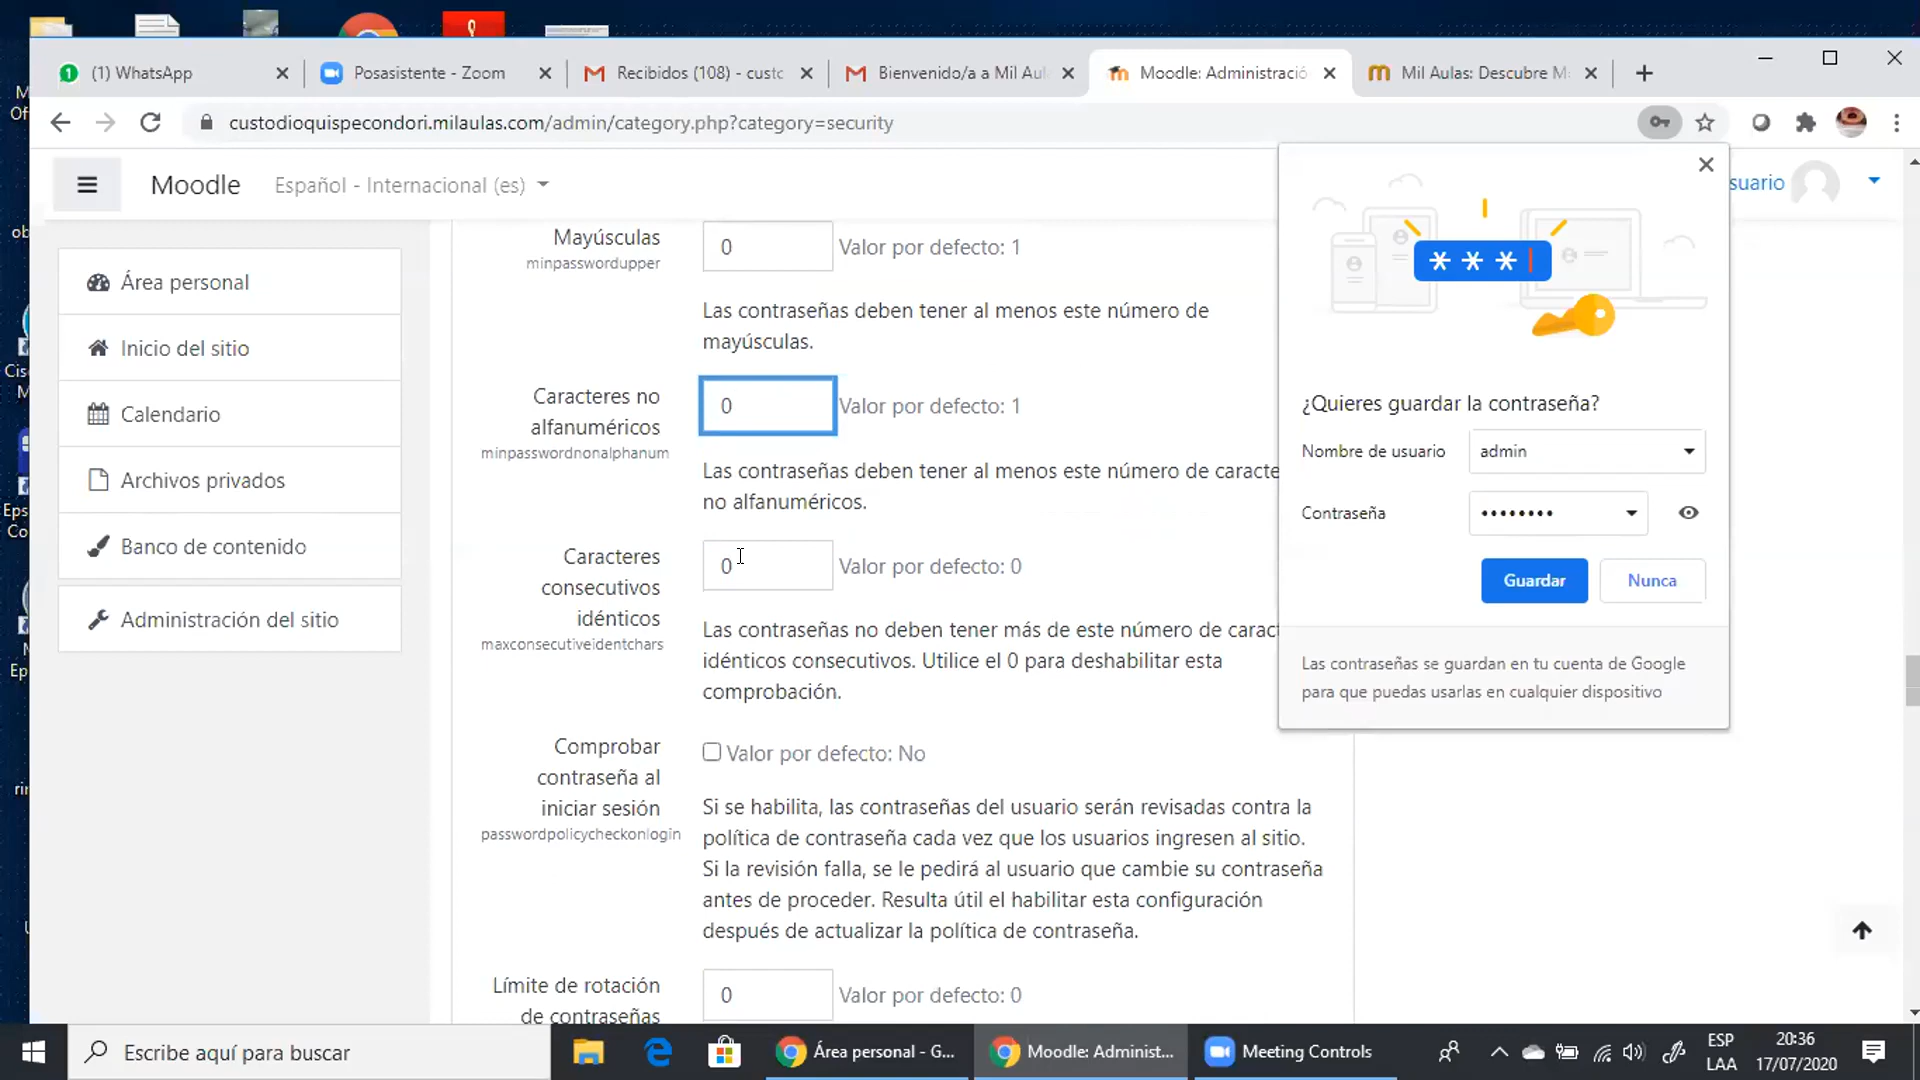 (1) WhatsApp
Posasistente - Zoom
Recibidos (108) - custo
Bienvenido/a a Mil Aul
Moodle: Administració
Mil Aulas: Descubre M
custodioquispecondori.milaulas.com/admin/category.php?category=security
Moodle
Español - Internacional (es)
suario
Área personal
Inicio del sitio
Calendario
Archivos privados
Banco de contenido
Administración del sitio
Mayúsculas
minpasswordupper
0
Valor por defecto: 1
Las contraseñas deben tener al menos este número de
mayúsculas.
Caracteres no
alfanuméricos
minpasswordnonalphanum
0
Valor por defecto: 1
Las contraseñas deben tener al menos este número de caracte
no alfanuméricos.
Caracteres
consecutivos
idénticos
maxconsecutiveidentchars
0
Valor por defecto: 0
Las contraseñas no deben tener más de este número de caract
idénticos consecutivos. Utilice el 0 para deshabilitar esta
comprobación.
Comprobar
contraseña al
iniciar sesión
passwordpolicycheckonlogin
Valor por defecto: No
Si se habilita, las contraseñas del usuario serán revisadas contra la
política de contraseña cada vez que los usuarios ingresen al sitio.
Si la revisión falla, se le pedirá al usuario que cambie su contraseña
antes de proceder. Resulta útil el habilitar esta configuración
después de actualizar la política de contraseña.
Límite de rotación
de contraseñas
0
Valor por defecto: 0
* * *
¿Quieres guardar la contraseña?
Nombre de usuario
admin
Contraseña
••••••••
Guardar
Nunca
Las contraseñas se guardan en tu cuenta de Google
para que puedas usarlas en cualquier dispositivo
Escribe aquí para buscar
Área personal - G...
Moodle: Administ...
Meeting Controls
ESP
LAA
20:36
17/07/2020